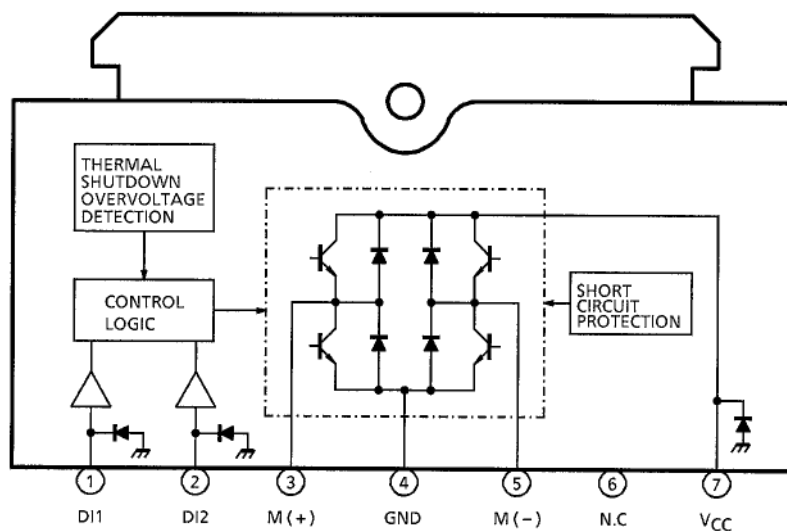 THERMAL
SHUTDOWN
OVERVOLTAGE
DETECTION
CONTROL
LOGIC
SHORT
CIRCUIT
PROTECTION
1 2 3 4 5 6 7
DI1 DI2 M(+) GND M(-) N.C VCC